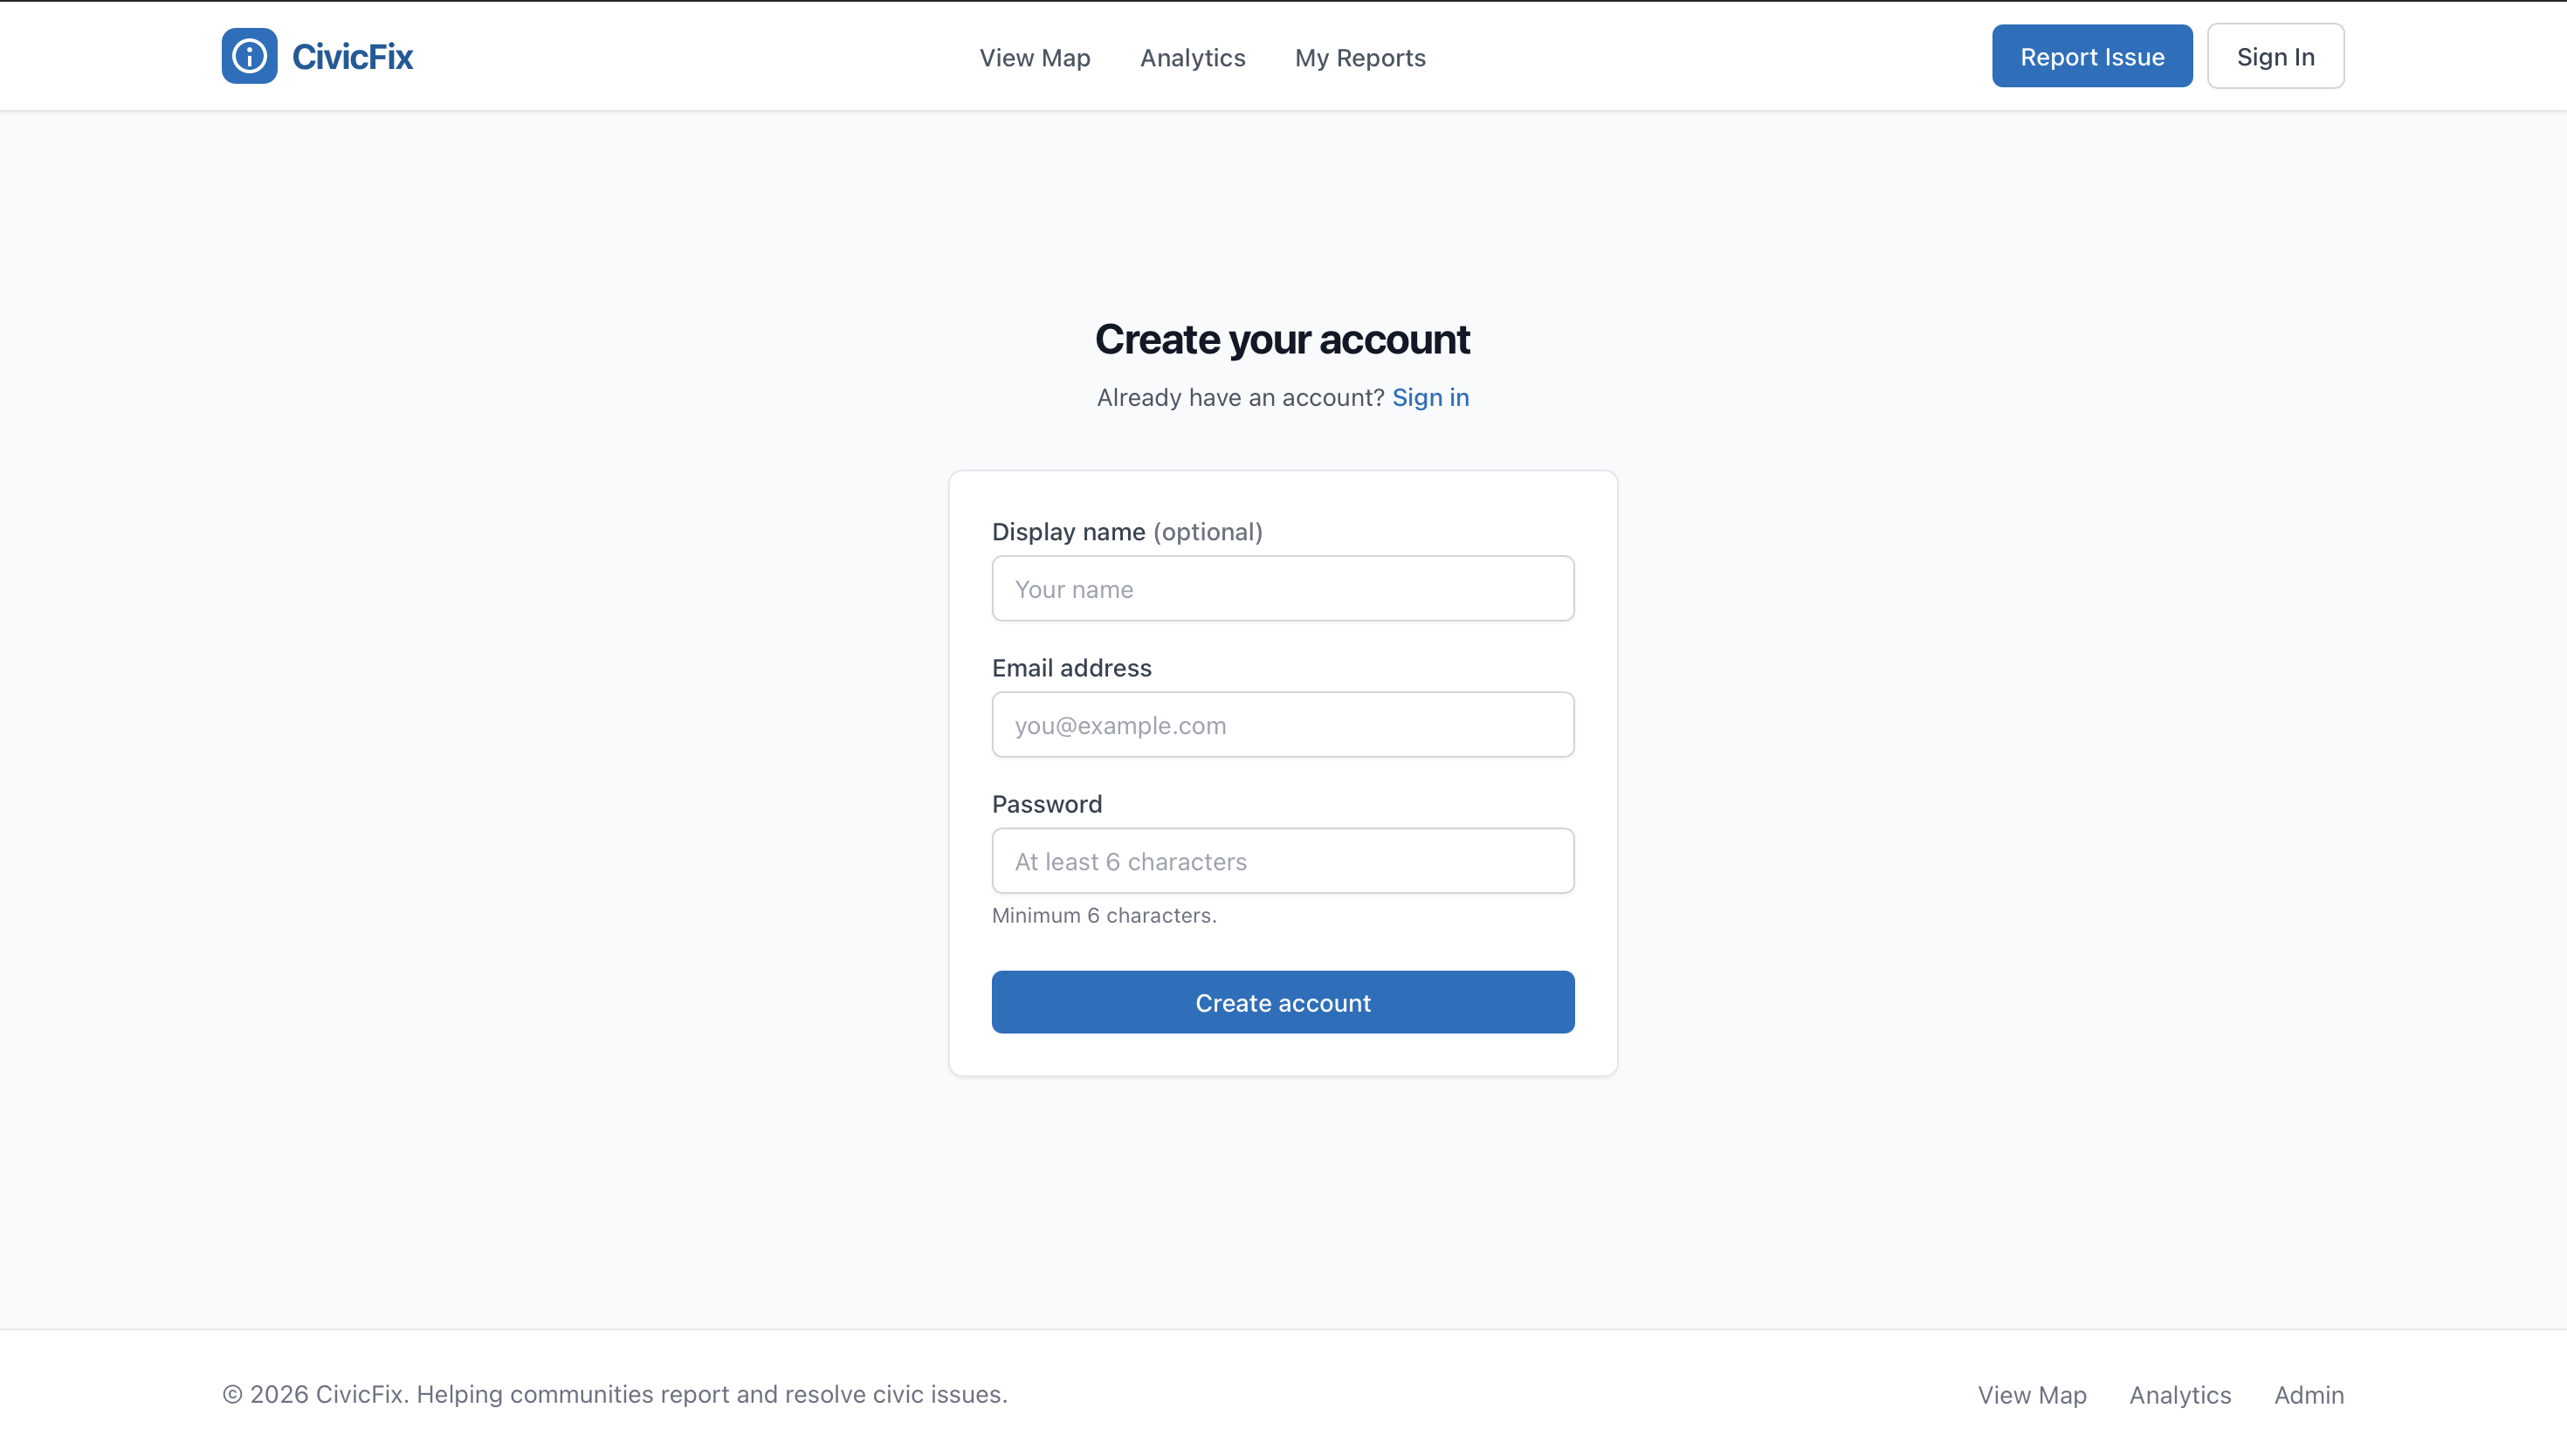 CivicFix
View Map
Analytics
My Reports
Report Issue
Sign In
Create your account
Already have an account? Sign in
Display name (optional)
Your name
Email address
you@example.com
Password
At least 6 characters
Minimum 6 characters.
Create account
© 2026 CivicFix. Helping communities report and resolve civic issues.
View Map
Analytics
Admin